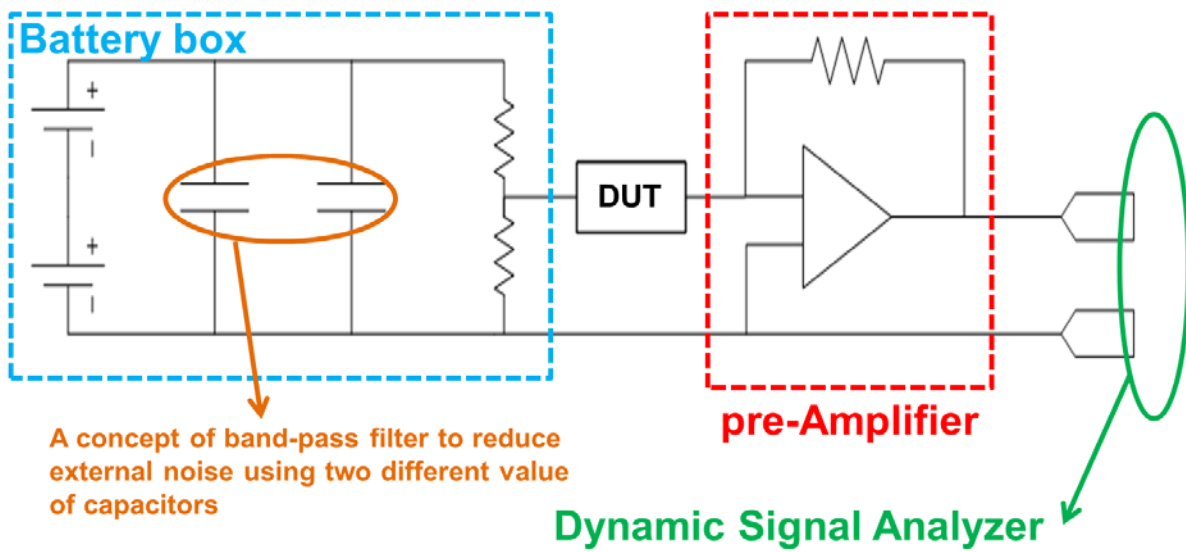 Battery box
+
|
+
|
DUT
pre-Amplifier
A concept of band-pass filter to reduce
external noise using two different value
of capacitors
Dynamic Signal Analyzer